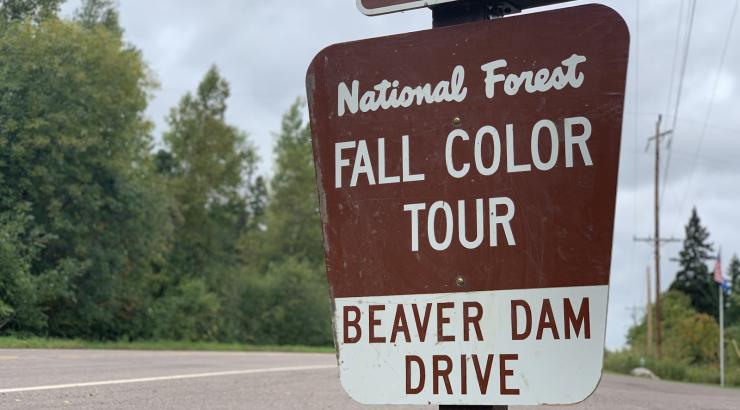 National Forest
FALL COLOR
TOUR
BEAVER DAM
DRIVE